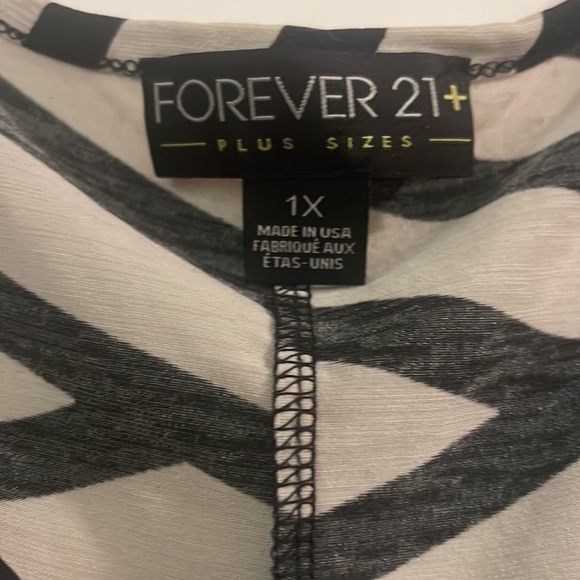 FOREVER 21+
PLUS SIZES
1X
MADE IN USA
FABRIQUÉ AUX
ÉTAS-UNIS